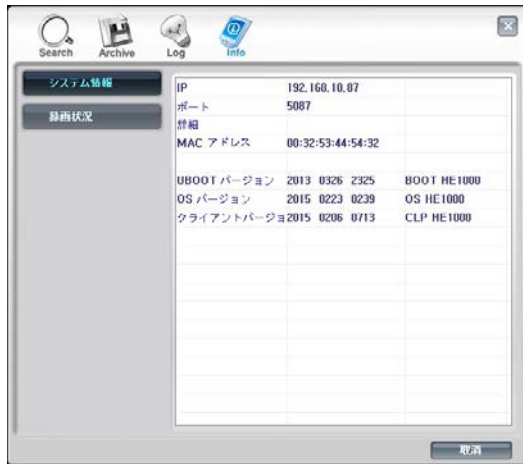 Search Archive Log Info
システム情報
録画状況
IP 192.168.10.87
ポート 5087
詳細
MAC アドレス 00:32:53:44:54:32
UBOOT バージョン 2013 0326 2325 BOOT HE1000
OS バージョン 2015 0223 0239 OS HE1000
クライアントバージョ 2015 0206 0713 CLP HE1000
取消